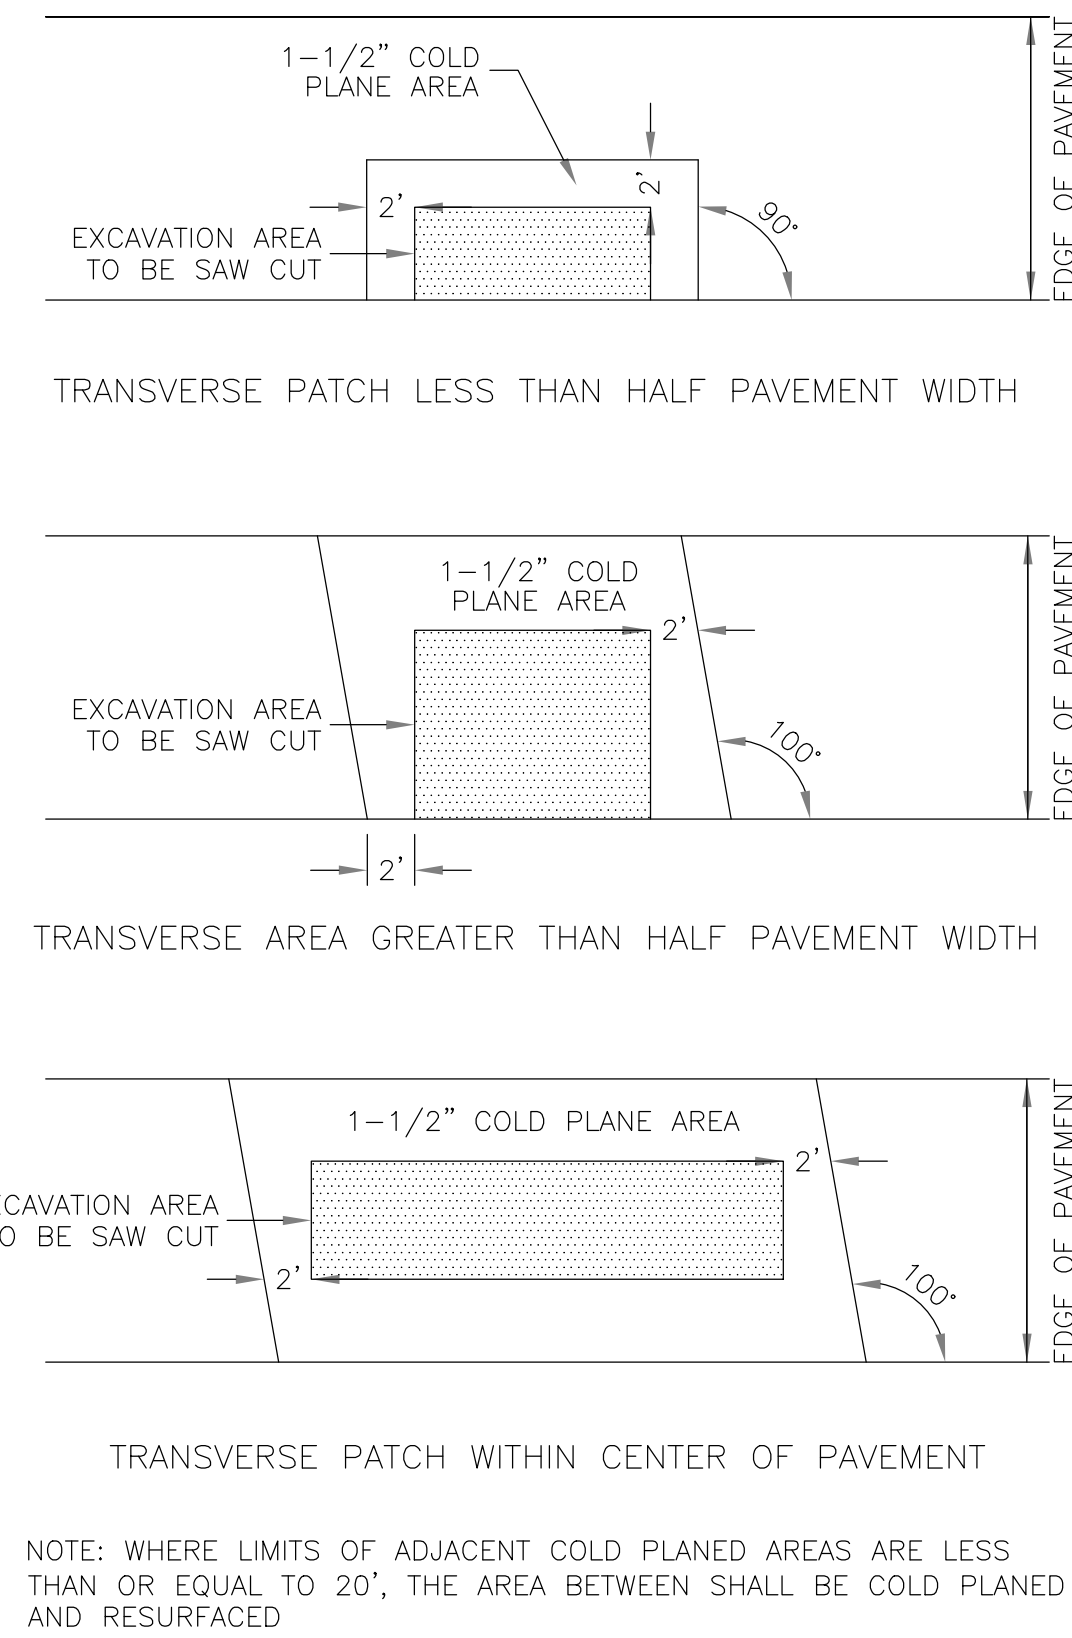 1-1/2" COLD
PLANE AREA
2'
2'
90°
EXCAVATION AREA
TO BE SAW CUT
EDGE OF PAVEMENT
TRANSVERSE PATCH LESS THAN HALF PAVEMENT WIDTH
1-1/2" COLD
PLANE AREA
2'
EXCAVATION AREA
TO BE SAW CUT
100°
EDGE OF PAVEMENT
2'
TRANSVERSE AREA GREATER THAN HALF PAVEMENT WIDTH
1-1/2" COLD PLANE AREA
2'
CAVATION AREA
O BE SAW CUT
2'
100°
EDGE OF PAVEMENT
TRANSVERSE PATCH WITHIN CENTER OF PAVEMENT
NOTE: WHERE LIMITS OF ADJACENT COLD PLANED AREAS ARE LESS
THAN OR EQUAL TO 20', THE AREA BETWEEN SHALL BE COLD PLANED
AND RESURFACED